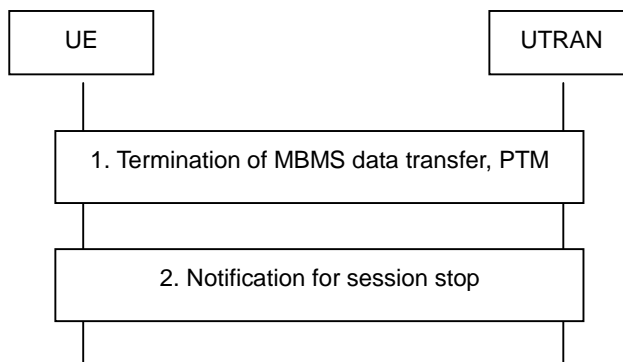 UE
UTRAN
1. Termination of MBMS data transfer, PTM
2. Notification for session stop